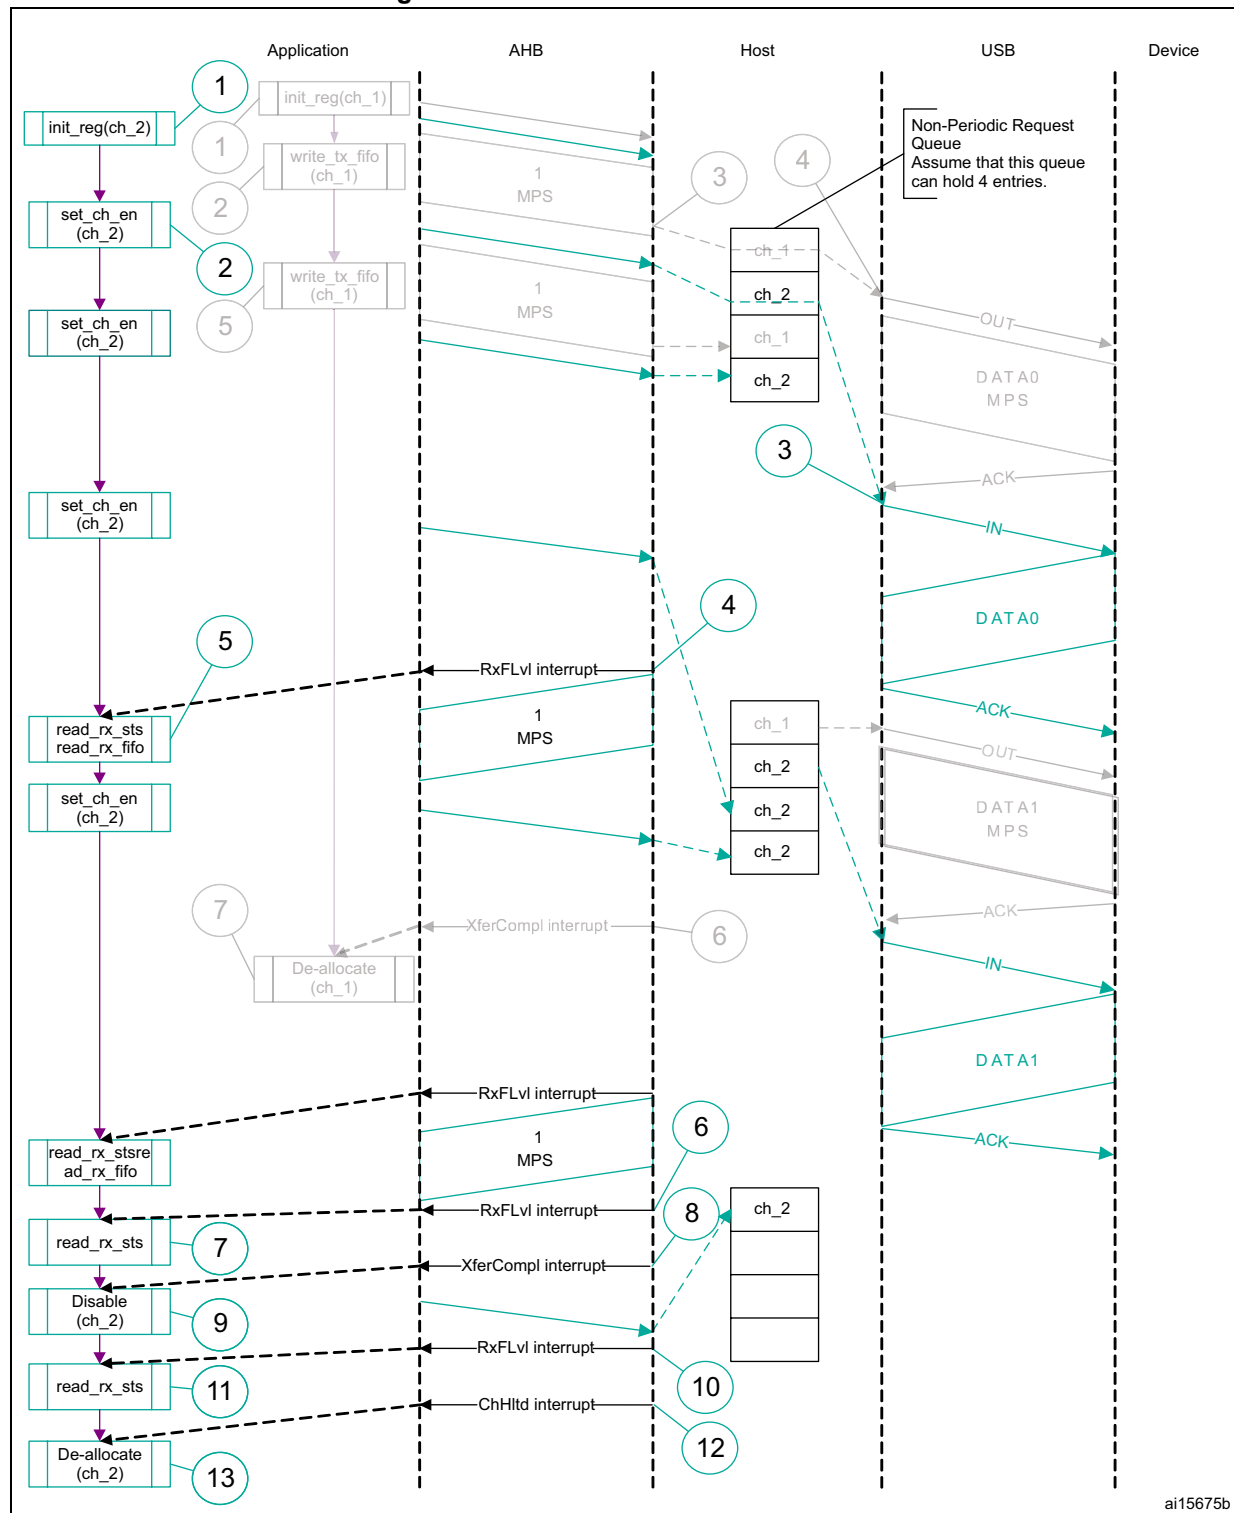 g
Application
AHB
Host
USB
Device
1
init_reg(ch_1)
init_reg(ch_2)
1
Non-Periodic Request
Queue
Assume that this queue
can hold 4 entries.
write_tx_fifo
(ch_1)
1
MPS
3
4
2
set_ch_en
(ch_2)
2
ch_1
write_tx_fifo
(ch_1)
1
MPS
ch_2
5
set_ch_en
(ch_2)
OUT
ch_1
ch_2
DATA0
MPS
3
ACK
set_ch_en
(ch_2)
IN
4
DATA0
5
RxFLvl interrupt
ACK
read_rx_sts
read_rx_fifo
1
MPS
ch_1
OUT
ch_2
set_ch_en
(ch_2)
ch_2
DATA1
MPS
ch_2
7
XferCompl interrupt
6
ACK
De-allocate
(ch_1)
IN
DATA1
RxFLvl interrupt
6
ACK
read_rx_stsre
ad_rx_fifo
1
MPS
RxFLvl interrupt
8
ch_2
read_rx_sts
7
XferCompl interrupt
Disable
(ch_2)
9
RxFLvl interrupt
read_rx_sts
11
10
ChHltd interrupt
12
De-allocate
(ch_2)
13
ai15675b